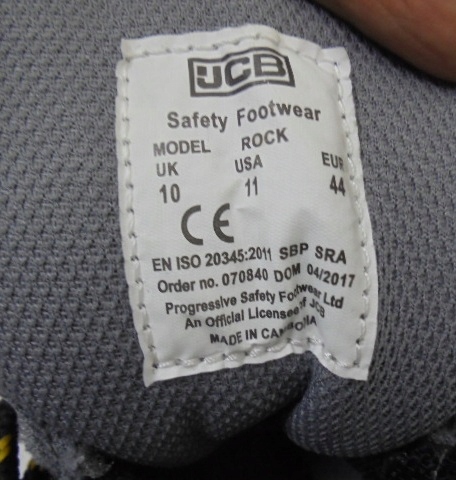 JCB
Safety Footwear
MODEL ROCK
UK USA EUR
10 11 44
CE
EN ISO 20345:2011 SBP SRA
Order no. 070840 DOM 04/2017
Progressive Safety Footwear Ltd
An Official Licensee of JCB
MADE IN CAMBODIA